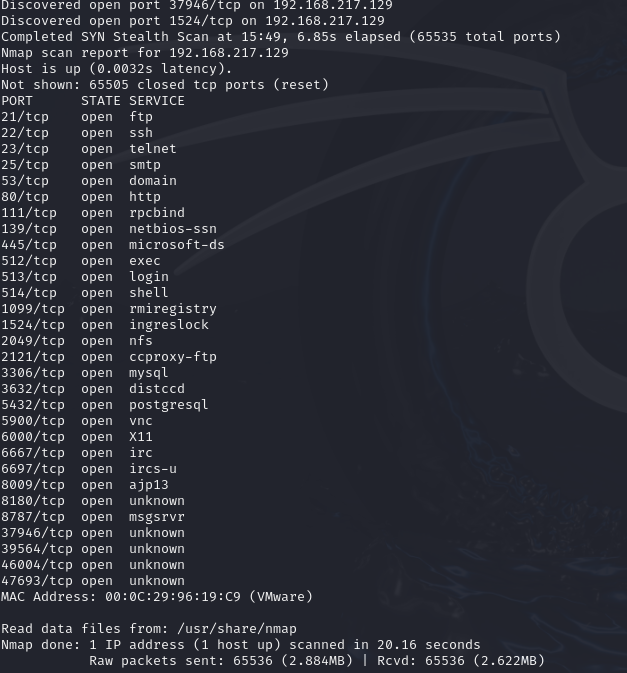 Discovered open port 37946/tcp on 192.168.217.129
Discovered open port 1524/tcp on 192.168.217.129
Completed SYN Stealth Scan at 15:49, 6.85s elapsed (65535 total ports)
Nmap scan report for 192.168.217.129
Host is up (0.0032s latency).
Not shown: 65505 closed tcp ports (reset)
PORT      STATE SERVICE
21/tcp    open  ftp
22/tcp    open  ssh
23/tcp    open  telnet
25/tcp    open  smtp
53/tcp    open  domain
80/tcp    open  http
111/tcp   open  rpcbind
139/tcp   open  netbios-ssn
445/tcp   open  microsoft-ds
512/tcp   open  exec
513/tcp   open  login
514/tcp   open  shell
1099/tcp  open  rmiregistry
1524/tcp  open  ingreslock
2049/tcp  open  nfs
2121/tcp  open  ccproxy-ftp
3306/tcp  open  mysql
3632/tcp  open  distccd
5432/tcp  open  postgresql
5900/tcp  open  vnc
6000/tcp  open  X11
6667/tcp  open  irc
6697/tcp  open  ircs-u
8009/tcp  open  ajp13
8180/tcp  open  unknown
8787/tcp  open  msgsrvr
37946/tcp open  unknown
39564/tcp open  unknown
46004/tcp open  unknown
47693/tcp open  unknown
MAC Address: 00:0C:29:96:19:C9 (VMware)
Read data files from: /usr/share/nmap
Nmap done: 1 IP address (1 host up) scanned in 20.16 seconds
Raw packets sent: 65536 (2.884MB) | Rcvd: 65536 (2.622MB)